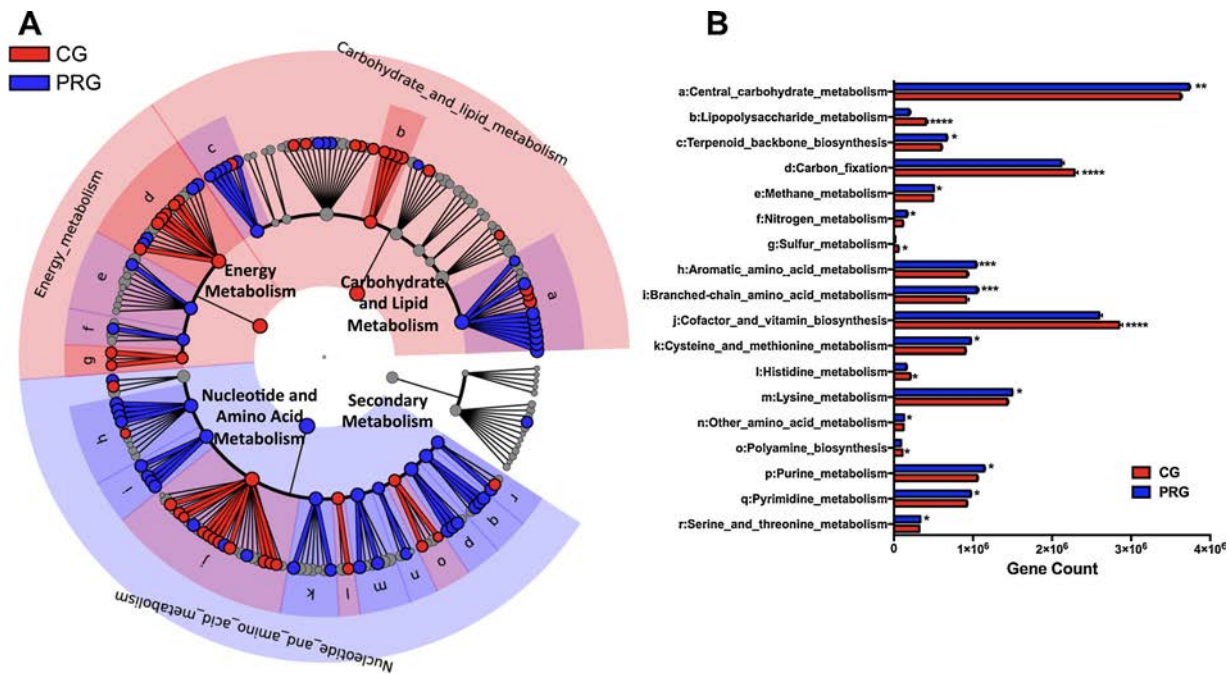 A
CG
PRG
Carbohydrate_and_lipid_metabolism
Energy_metabolism
Nucleotide_and_amino_acid_metabolism
Energy
Metabolism
Carbohydrate
and Lipid
Metabolism
Nucleotide and
Amino Acid
Metabolism
Secondary
Metabolism
a
b
c
d
e
f
g
h
i
j
k
l
m
n
o
p
q
r
B
a:Central_carbohydrate_metabolism **
b:Lipopolysaccharide_metabolism ****
c:Terpenoid_backbone_biosynthesis *
d:Carbon_fixation ****
e:Methane_metabolism *
f:Nitrogen_metabolism *
g:Sulfur_metabolism *
h:Aromatic_amino_acid_metabolism ***
i:Branched-chain_amino_acid_metabolism ***
j:Cofactor_and_vitamin_biosynthesis ****
k:Cysteine_and_methionine_metabolism *
l:Histidine_metabolism *
m:Lysine_metabolism *
n:Other_amino_acid_metabolism *
o:Polyamine_biosynthesis *
p:Purine_metabolism *
q:Pyrimidine_metabolism *
r:Serine_and_threonine_metabolism *
CG
PRG
0 1×10⁶ 2×10⁶ 3×10⁶ 4×10⁶
Gene Count